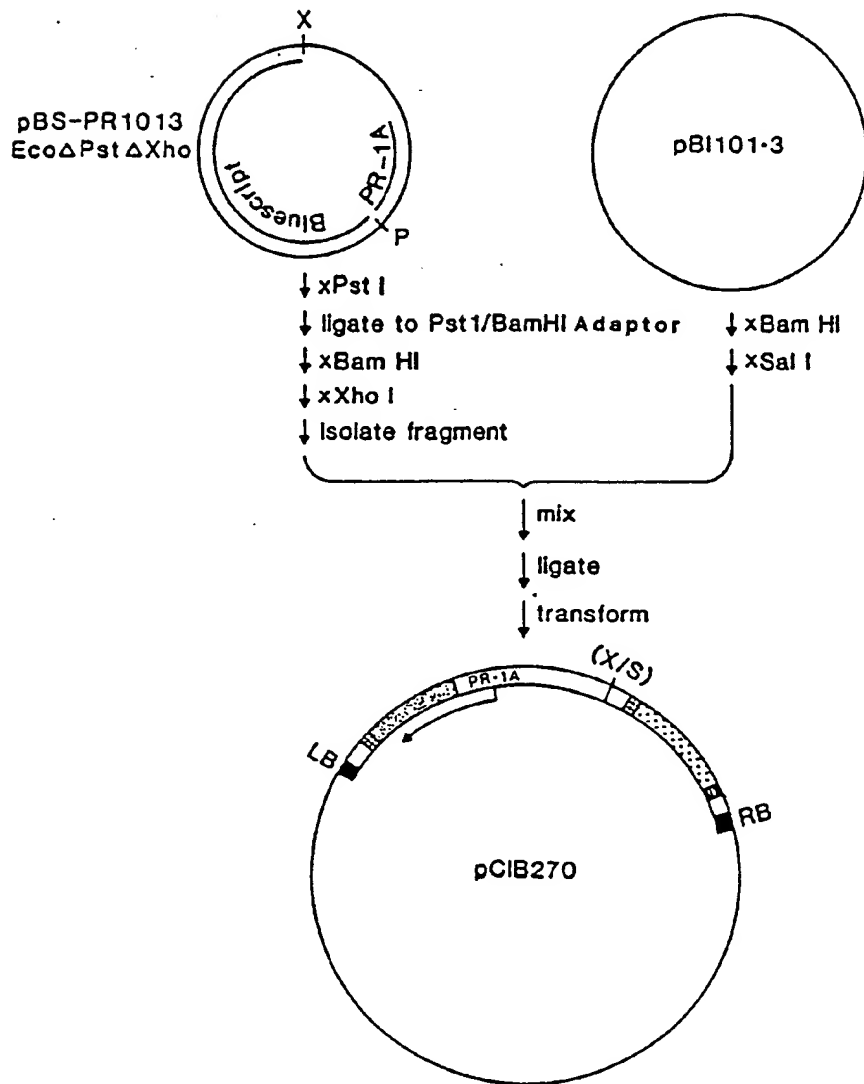 X
pBS-PR1013
EcoΔPstΔXho
Bluescript
PR-1A
P
pBI101·3
xPst I
ligate to Pst1/BamHI Adaptor
xBam HI
xXho I
Isolate fragment
xBam HI
xSal I
mix
ligate
transform
(X/S)
PR-1A
LB
RB
pCIB270